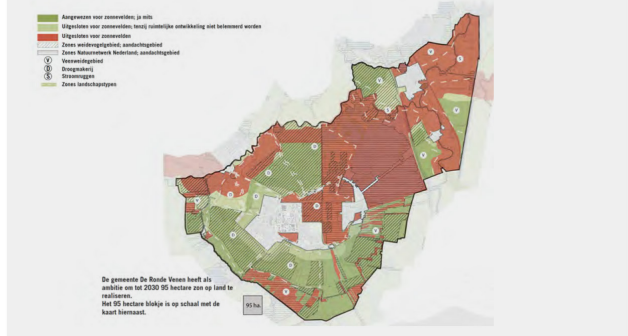 Aangewezen voor zonnevelden; ja mits
Uitgesloten voor zonnevelden; tenzij ruimtelijke ontwikkeling niet belemmerd worden
Uitgesloten voor zonnevelden
Zones weidevogelgebied; aandachtsgebied
Zones Natuurnetwerk Nederland; aandachtsgebied
V Veenweidegebied
D Droogmakerij
S Stroomruggen
Zones landschapstypen
De gemeente De Ronde Venen heeft als
ambitie om tot 2030 95 hectare zon op land te
realiseren.
Het 95 hectare blokje is op schaal met de
kaart hiernaast.
95 ha.